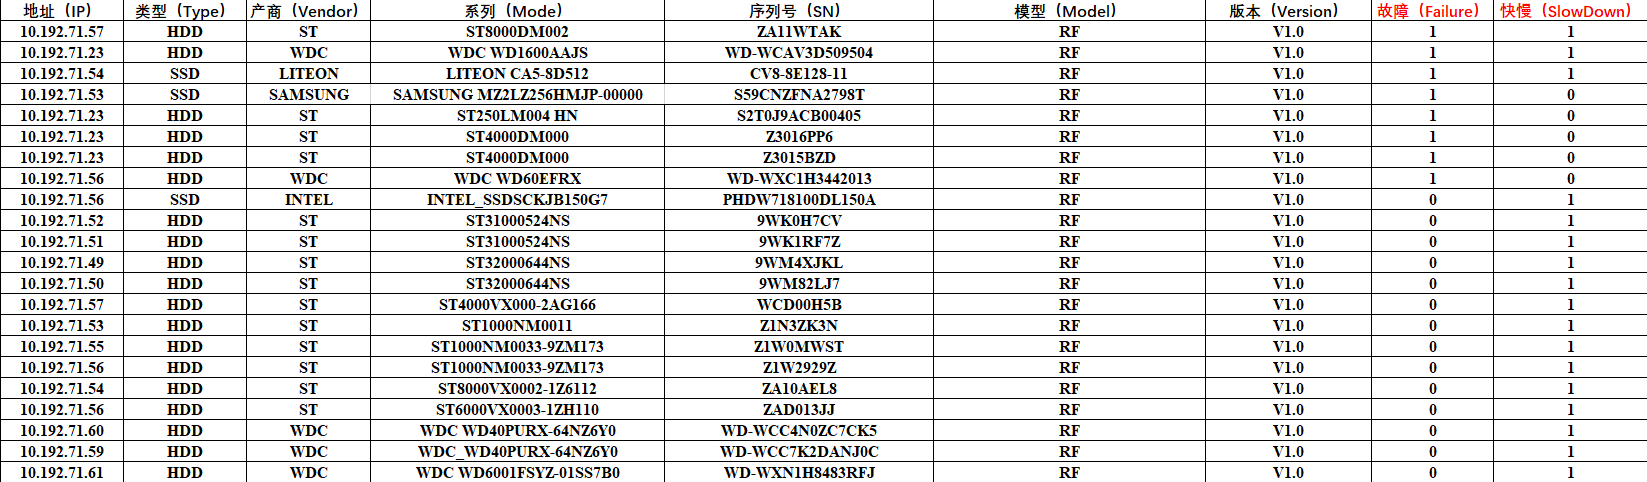 地址（IP） 类型（Type） 产商（Vendor） 系列（Mode） 序列号（SN） 模型（Model） 版本（Version） 故障（Failure） 快慢（SlowDown）
10.192.71.57 HDD ST ST8000DM002 ZA11WTAK RF V1.0 1 1
10.192.71.23 HDD WDC WDC WD1600AAJS WD-WCAV3D509504 RF V1.0 1 1
10.192.71.54 SSD LITEON LITEON CA5-8D512 CV8-8E128-11 RF V1.0 1 1
10.192.71.53 SSD SAMSUNG SAMSUNG MZ2LZ256HMJP-00000 S59CNZFNA2798T RF V1.0 1 0
10.192.71.23 HDD ST ST250LM004 HN S2T0J9ACB00405 RF V1.0 1 0
10.192.71.23 HDD ST ST4000DM000 Z3016PP6 RF V1.0 1 0
10.192.71.23 HDD ST ST4000DM000 Z3015BZD RF V1.0 1 0
10.192.71.56 HDD WDC WDC WD60EFRX WD-WXC1H3442013 RF V1.0 1 0
10.192.71.56 SSD INTEL INTEL_SSDSCKJB150G7 PHDW718100DL150A RF V1.0 0 1
10.192.71.52 HDD ST ST31000524NS 9WK0H7CV RF V1.0 0 1
10.192.71.51 HDD ST ST31000524NS 9WK1RF7Z RF V1.0 0 1
10.192.71.49 HDD ST ST32000644NS 9WM4XJKL RF V1.0 0 1
10.192.71.50 HDD ST ST32000644NS 9WM82LJ7 RF V1.0 0 1
10.192.71.57 HDD ST ST4000VX000-2AG166 WCD00H5B RF V1.0 0 1
10.192.71.53 HDD ST ST1000NM0011 Z1N3ZK3N RF V1.0 0 1
10.192.71.55 HDD ST ST1000NM0033-9ZM173 Z1W0MWST RF V1.0 0 1
10.192.71.56 HDD ST ST1000NM0033-9ZM173 Z1W2929Z RF V1.0 0 1
10.192.71.54 HDD ST ST8000VX0002-1Z6112 ZA10AEL8 RF V1.0 0 1
10.192.71.56 HDD ST ST6000VX0003-1ZH110 ZAD013JJ RF V1.0 0 1
10.192.71.60 HDD WDC WDC WD40PURX-64NZ6Y0 WD-WCC4N0ZC7CK5 RF V1.0 0 1
10.192.71.59 HDD WDC WDC_WD40PURX-64NZ6Y0 WD-WCC7K2DANJ0C RF V1.0 0 1
10.192.71.61 HDD WDC WDC WD6001FSYZ-01SS7B0 WD-WXN1H8483RFJ RF V1.0 0 1